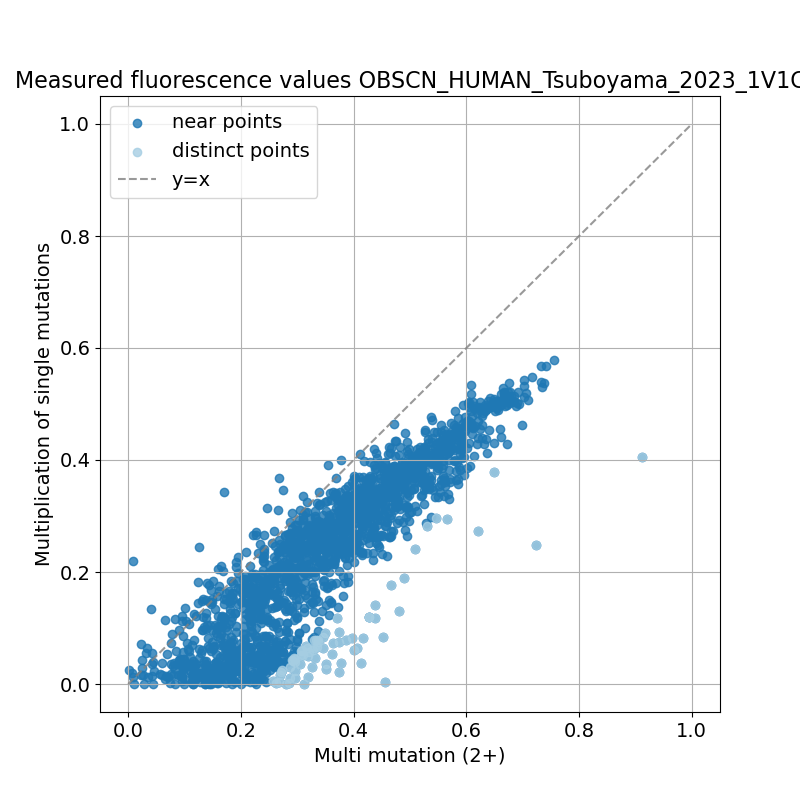 Measured fluorescence values OBSCN_HUMAN_Tsuboyama_2023_1V1C
near points
distinct points
y=x
1.0
0.8
0.6
0.4
0.2
0.0
Multiplication of single mutations
0.0 0.2 0.4 0.6 0.8 1.0
Multi mutation (2+)